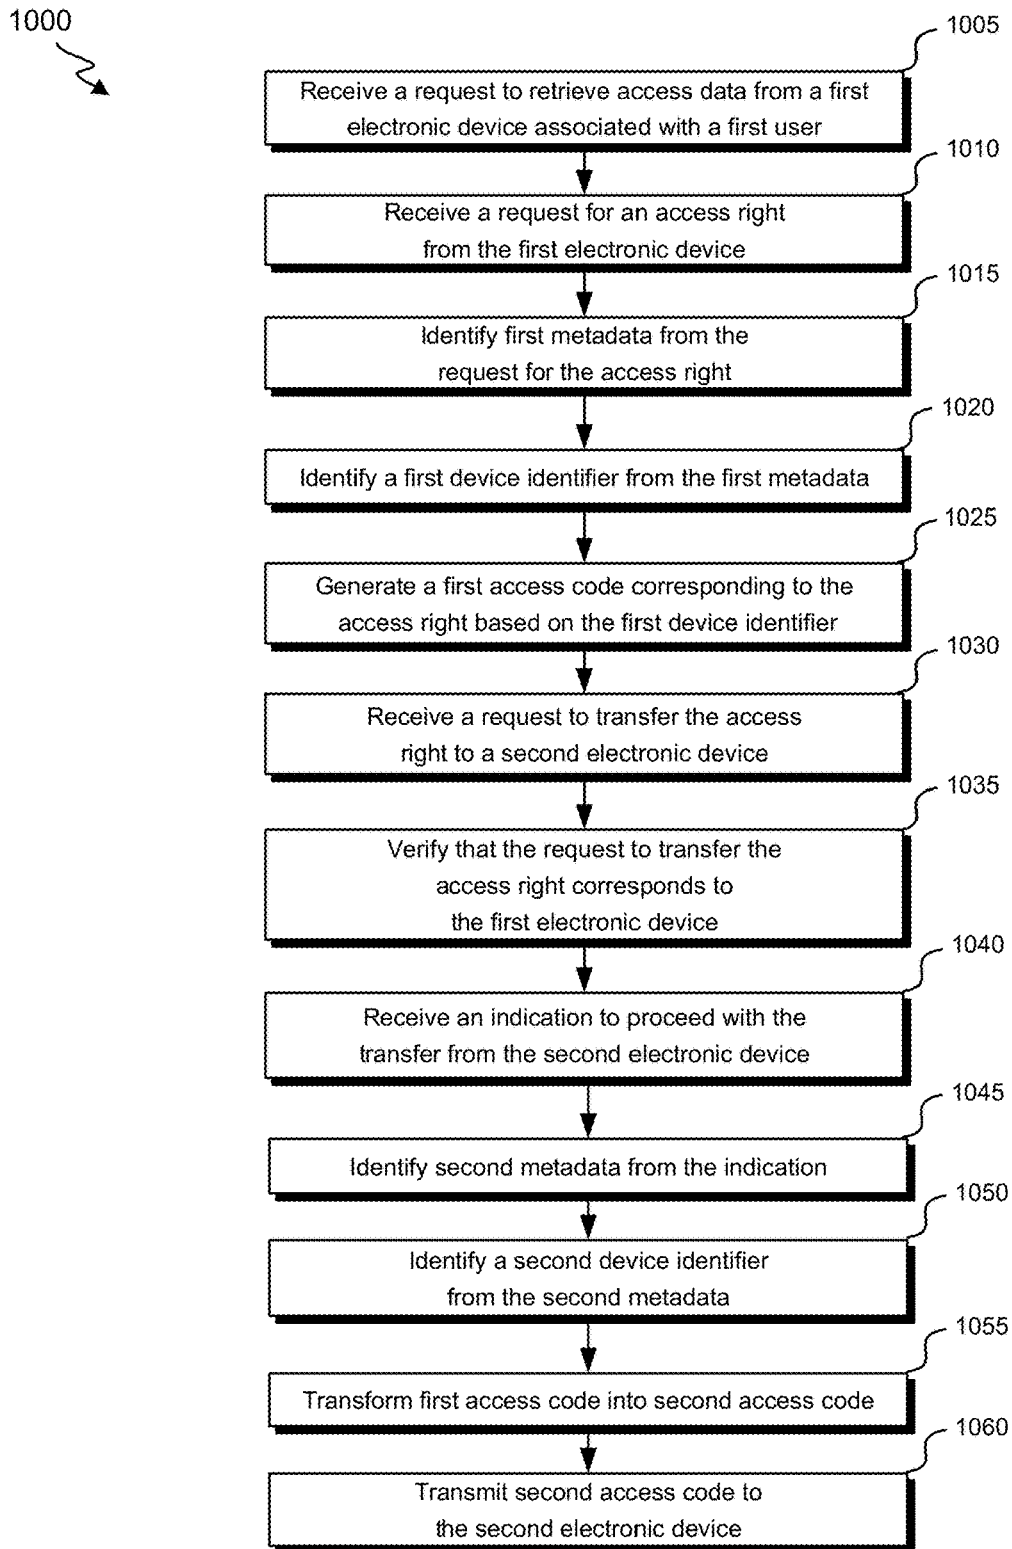 1000
1005
Receive a request to retrieve access data from a first
electronic device associated with a first user
1010
Receive a request for an access right
from the first electronic device
1015
Identify first metadata from the
request for the access right
1020
Identify a first device identifier from the first metadata
1025
Generate a first access code corresponding to the
access right based on the first device identifier
1030
Receive a request to transfer the access
right to a second electronic device
1035
Verify that the request to transfer the
access right corresponds to
the first electronic device
1040
Receive an indication to proceed with the
transfer from the second electronic device
1045
Identify second metadata from the indication
1050
Identify a second device identifier
from the second metadata
1055
Transform first access code into second access code
1060
Transmit second access code to
the second electronic device